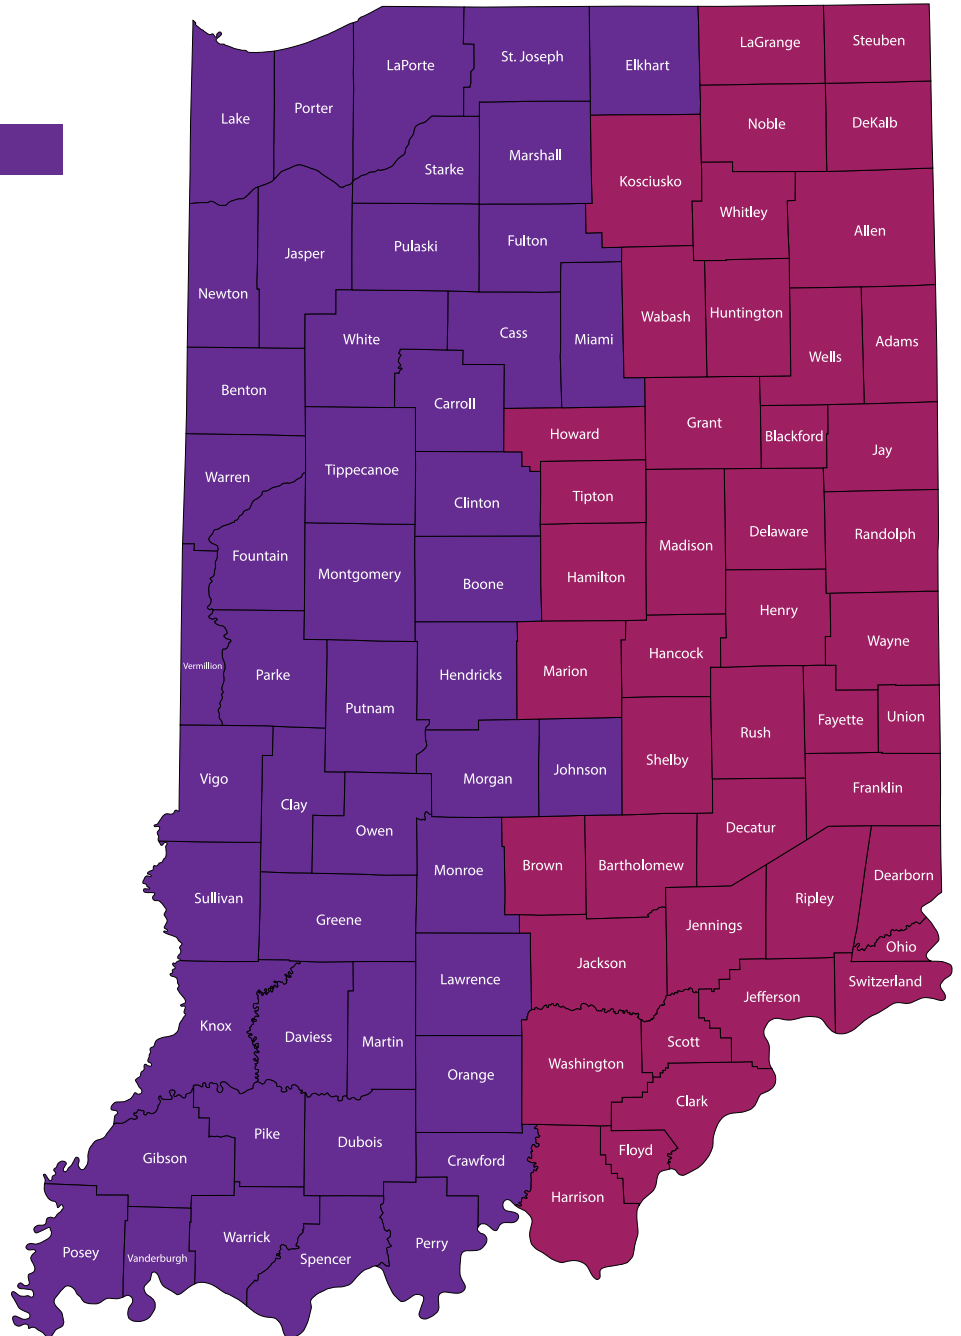 LaGrange
Steuben
St. Joseph
Elkhart
LaPorte
Porter
Lake
Noble
DeKalb
Marshall
Starke
Kosciusko
Whitley
Allen
Fulton
Pulaski
Jasper
Newton
Wabash
Huntington
Miami
Cass
White
Wells
Adams
Benton
Carroll
Grant
Howard
Blackford
Jay
Tippecanoe
Warren
Clinton
Tipton
Delaware
Randolph
Madison
Fountain
Montgomery
Boone
Hamilton
Henry
Wayne
Hancock
Marion
Hendricks
Parke
Vermillion
Putnam
Rush
Fayette
Union
Shelby
Johnson
Morgan
Vigo
Clay
Franklin
Owen
Decatur
Monroe
Brown
Bartholomew
Dearborn
Ripley
Sullivan
Greene
Jennings
Ohio
Jackson
Lawrence
Switzerland
Jefferson
Knox
Daviess
Martin
Scott
Washington
Orange
Clark
Pike
Dubois
Floyd
Gibson
Crawford
Harrison
Warrick
Perry
Posey
Vanderburgh
Spencer